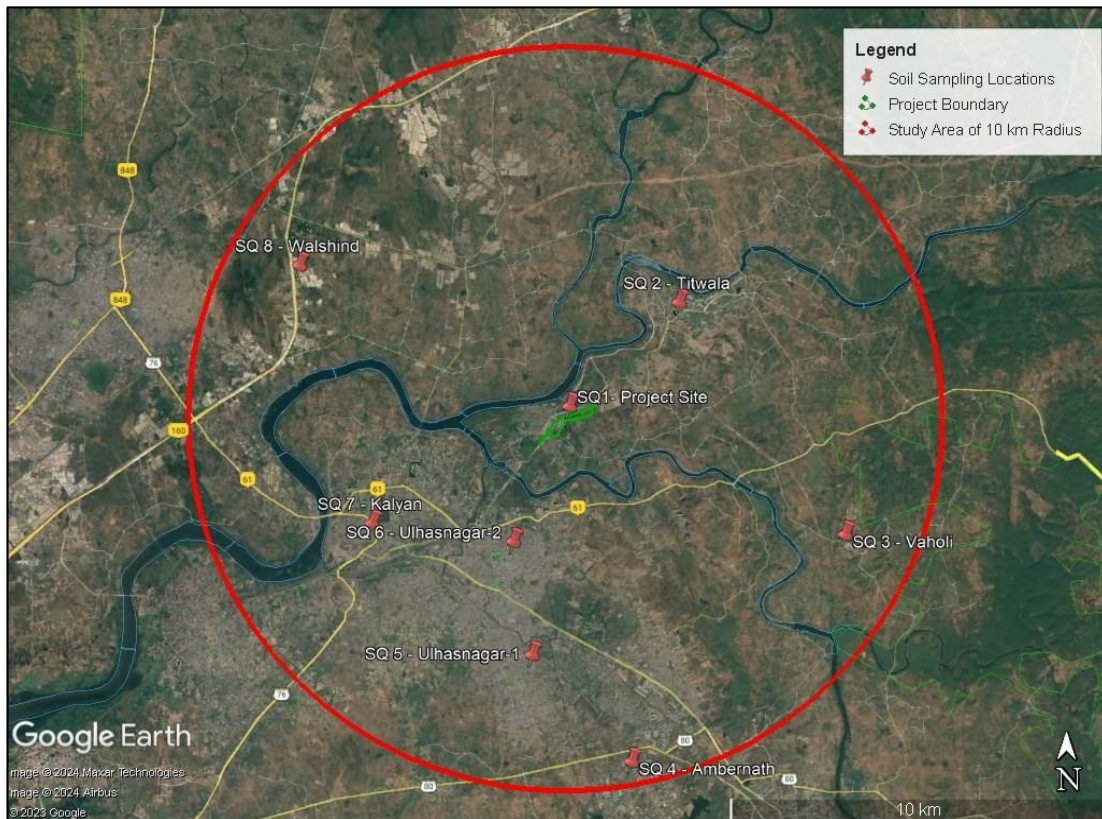 Legend
Soil Sampling Locations
Project Boundary
Study Area of 10 km Radius
848
SQ 8 - Walshind
SQ 2 - Titwala
848
76
SQ1- Project Site
160
61
SQ 7 - Kalyan
61
SQ 6 - Ulhasnagar-2
SQ 3 - Vaholi
SQ 5 - Ulhasnagar-1
76
Google Earth
80
SQ 4 - Ambernath
Image © 2024 Maxar Technologies
80
80
N
Image © 2024 Airbus
10 km
© 2023 Google